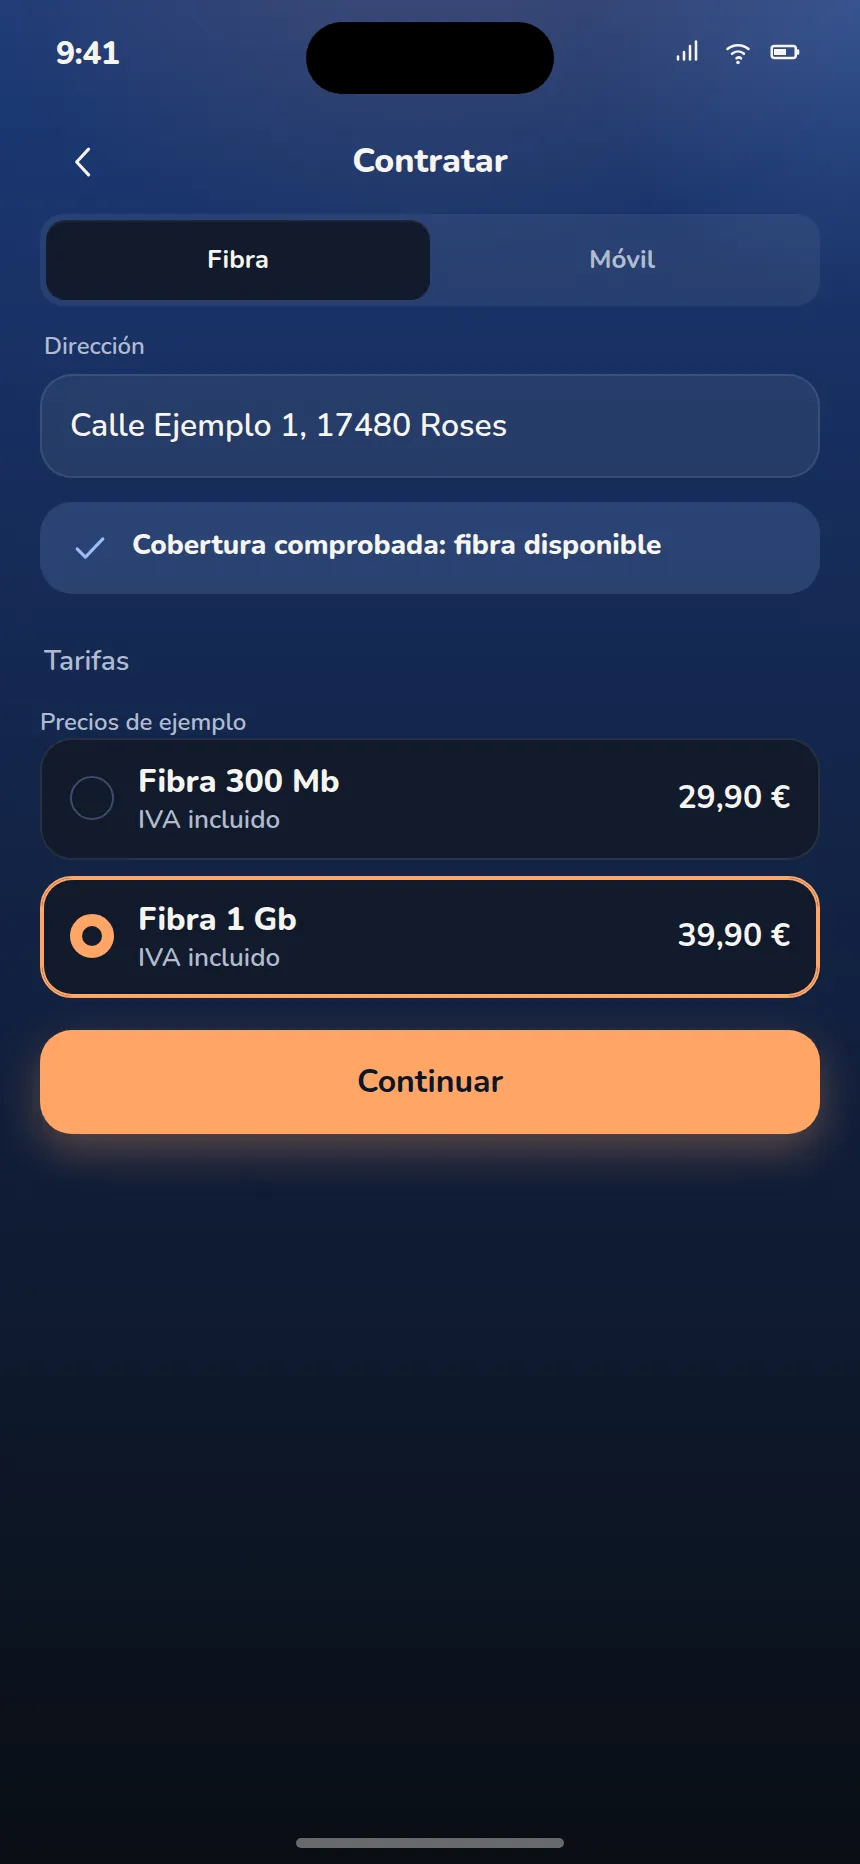 9:41
Contratar
Fibra
Móvil
Dirección
Calle Ejemplo 1, 17480 Roses
Cobertura comprobada: fibra disponible
Tarifas
Precios de ejemplo
Fibra 300 Mb
IVA incluido
29,90 €
Fibra 1 Gb
IVA incluido
39,90 €
Continuar